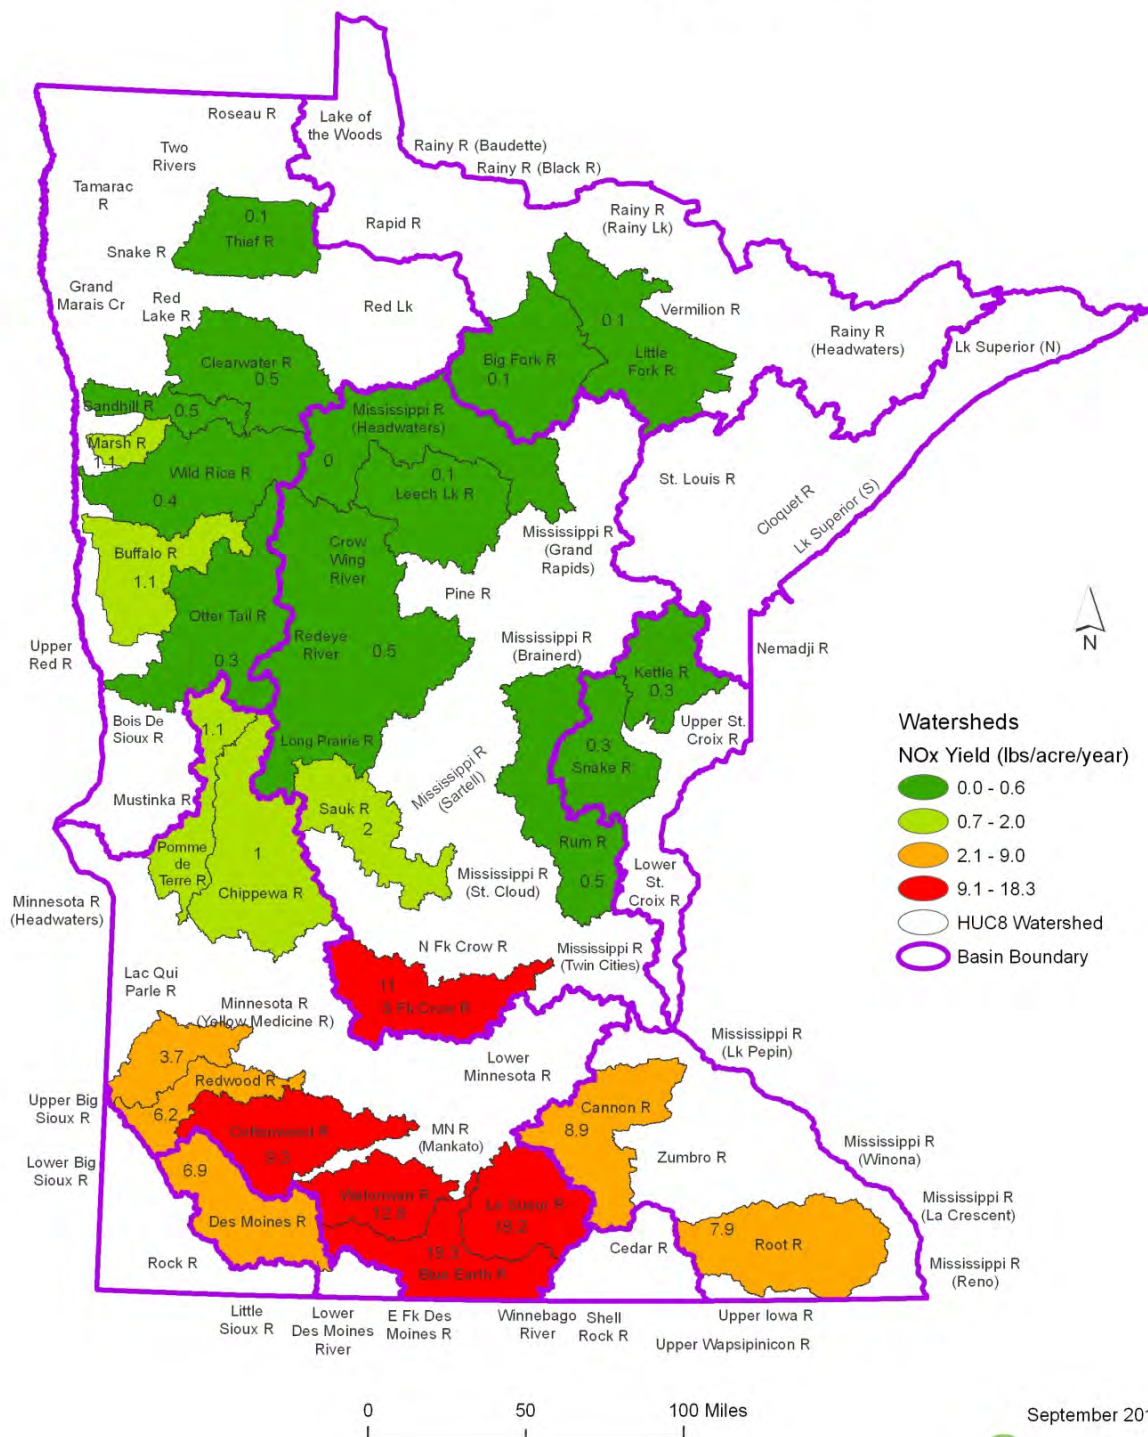 Roseau R
Lake of
the Woods
Two
Rivers
Rainy R (Baudette)
Rainy R (Black R)
Tamarac
R
0.1
Thief R
Rapid R
Rainy R
(Rainy Lk)
Snake R
Grand
Marais Cr
Red
Lake R
Red Lk
Vermilion R
0.1
Rainy R
(Headwaters)
Lk Superior (N)
Clearwater R
0.5
Big Fork R
0.1
Little
Fork R
Sandhill R
0.5
Mississippi R
(Headwaters)
Marsh R
1.1
Wild Rice R
0.4
0
0.1
Leech Lk R
St. Louis R
Cloquet R
Lk Superior (S)
Mississippi R
(Grand
Rapids)
Buffalo R
1.1
Crow
Wing
River
Pine R
Otter Tail R
0.3
Redeye
River
0.5
Mississippi R
(Brainerd)
Upper
Red R
Nemadji R
N
Kettle R
0.3
Upper St.
Croix R
Bois De
Sioux R
1.1
Long Prairie R
Mississippi R
(Sartell)
0.3
Snake R
Watersheds
NOx Yield (lbs/acre/year)
0.0 - 0.6
0.7 - 2.0
2.1 - 9.0
9.1 - 18.3
HUC8 Watershed
Basin Boundary
Mustinka R
Sauk R
2
Rum R
0.5
Pomme
de
Terre R
1
Chippewa R
Mississippi R
(St. Cloud)
Lower
St.
Croix R
Minnesota R
(Headwaters)
N Fk Crow R
Mississippi R
(Twin Cities)
Lac Qui
Parle R
11
S Fk Crow R
Minnesota R
(Yellow Medicine R)
Mississippi R
(Lk Pepin)
3.7
Lower
Minnesota R
Redwood R
6.2
Upper Big
Sioux R
Cannon R
8.9
Cottonwood R
9.3
MN R
(Mankato)
Mississippi R
(Winona)
Lower Big
Sioux R
6.9
Zumbro R
Watonwan R
12.8
Le Sueur R
18.2
Mississippi R
(La Crescent)
Des Moines R
7.9
Root R
Rock R
18.3
Blue Earth R
Cedar R
Mississippi R
(Reno)
Little
Sioux R
Lower
Des Moines
River
E Fk Des
Moines R
Winnebago
River
Shell
Rock R
Upper Iowa R
Upper Wapsipinicon R
0 50 100 Miles
September 201